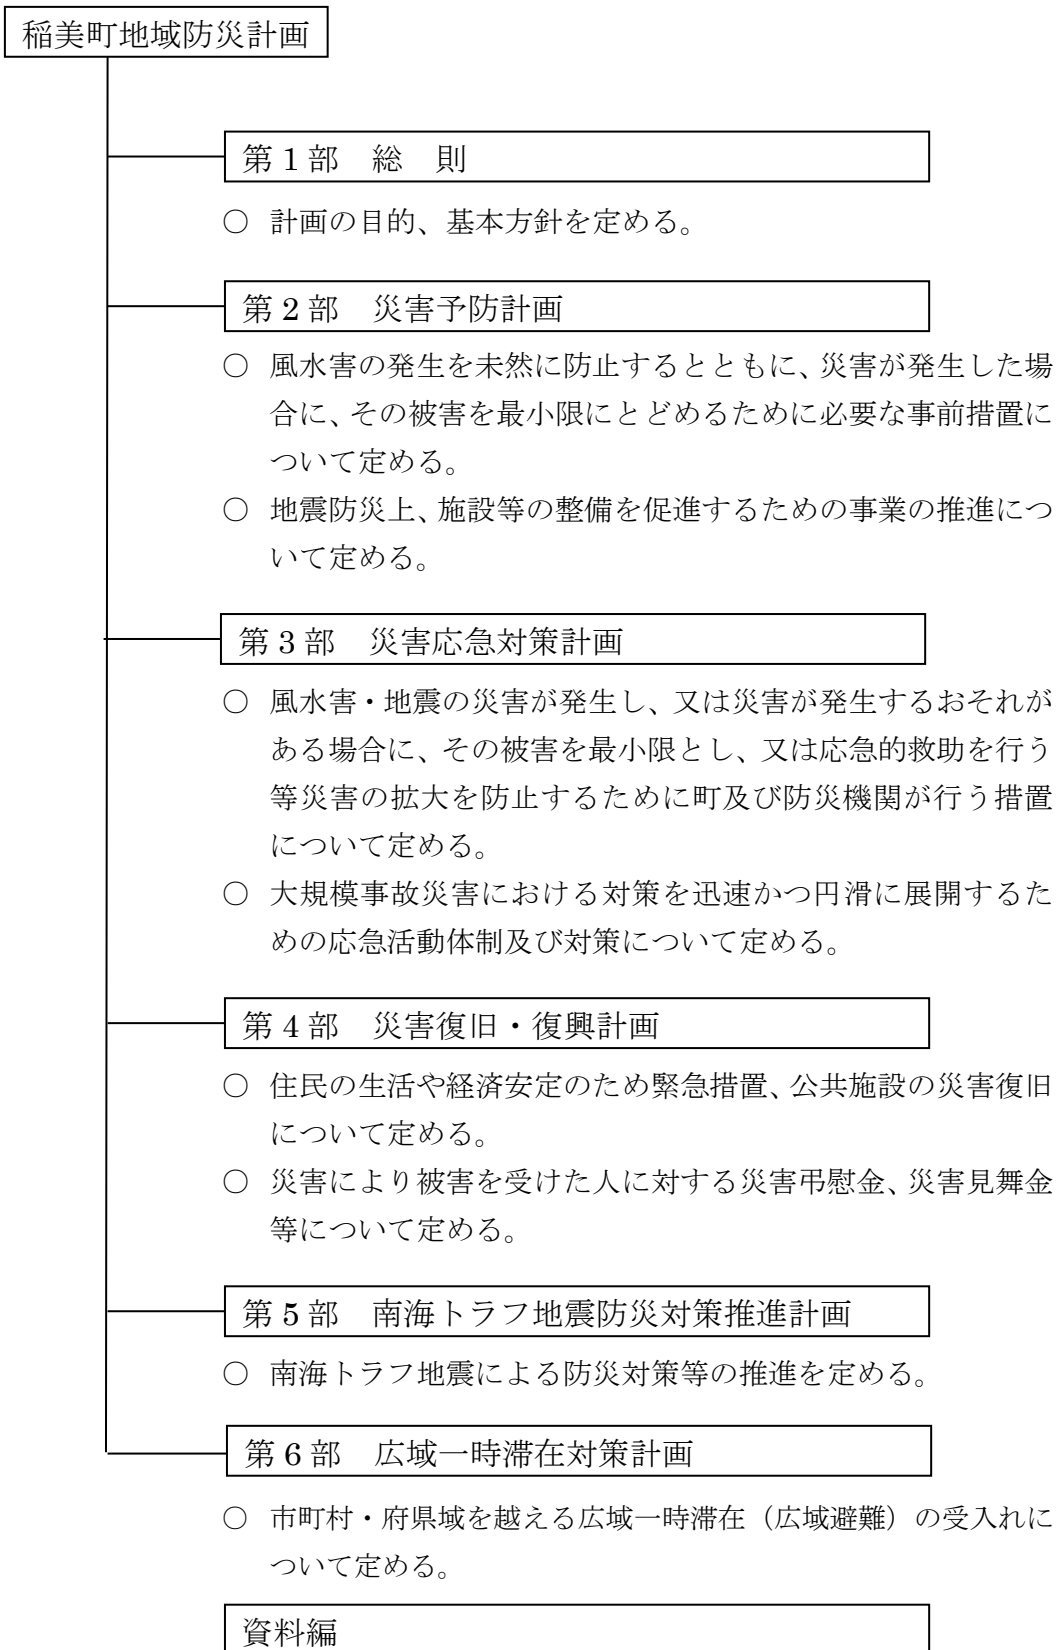 稲美町地域防災計画
第1部　総　則
○ 計画の目的、基本方針を定める。
第2部　災害予防計画
○ 風水害の発生を未然に防止するとともに、災害が発生した場
合に、その被害を最小限にとどめるために必要な事前措置に
ついて定める。
○ 地震防災上、施設等の整備を促進するための事業の推進につ
いて定める。
第3部　災害応急対策計画
○ 風水害・地震の災害が発生し、又は災害が発生するおそれが
ある場合に、その被害を最小限とし、又は応急的救助を行う
等災害の拡大を防止するために町及び防災機関が行う措置
について定める。
○ 大規模事故災害における対策を迅速かつ円滑に展開するた
めの応急活動体制及び対策について定める。
第4部　災害復旧・復興計画
○ 住民の生活や経済安定のため緊急措置、公共施設の災害復旧
について定める。
○ 災害により被害を受けた人に対する災害弔慰金、災害見舞金
等について定める。
第5部　南海トラフ地震防災対策推進計画
○ 南海トラフ地震による防災対策等の推進を定める。
第6部　広域一時滞在対策計画
○ 市町村・府県域を越える広域一時滞在（広域避難）の受入れに
ついて定める。
資料編